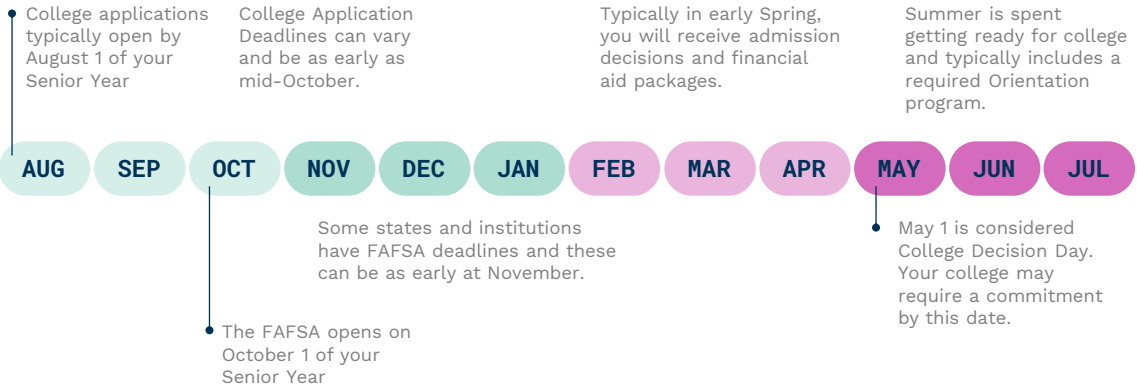 College applications
typically open by
August 1 of your
Senior Year
College Application
Deadlines can vary
and be as early as
mid-October.
Typically in early Spring,
you will receive admission
decisions and financial
aid packages.
Summer is spent
getting ready for college
and typically includes a
required Orientation
program.
AUG SEP OCT NOV DEC JAN FEB MAR APR MAY JUN JUL
Some states and institutions
have FAFSA deadlines and these
can be as early at November.
May 1 is considered
College Decision Day.
Your college may
require a commitment
by this date.
The FAFSA opens on
October 1 of your
Senior Year